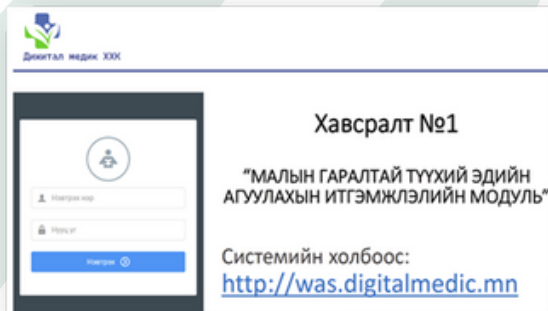 Дижитал медик ХХК
Хавсралт №1
"МАЛЫН ГАРАЛТАЙ ТҮҮХИЙ ЭДИЙН
АГУУЛАХЫН ИТГЭМЖЛЭЛИЙН МОДУЛЬ"
Нэвтрэх нэр
Нууц үг
Нэвтрэх
Системийн холбоос:
http://was.digitalmedic.mn